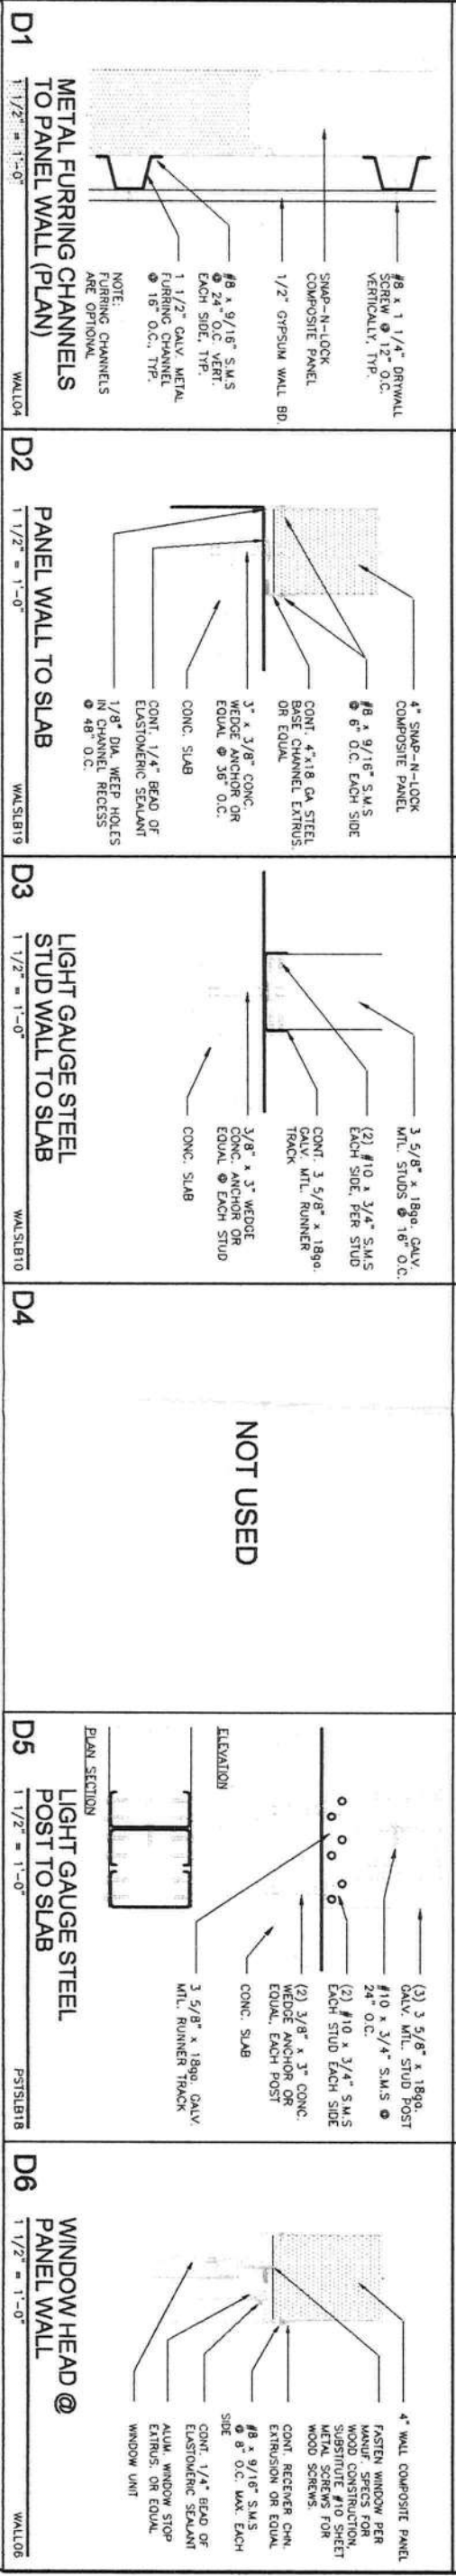 #8 x 1 1/4" DRYWALL
SCREW @ 12" O.C.
VERTICALLY, TYP.
SNAP-N-LOCK
COMPOSITE PANEL
1/2" GYPSUM WALL BD.
#8 x 9/16" S.M.S
@ 24" O.C. VERT.
EACH SIDE, TYP.
1 1/2" GALV. METAL
FURRING CHANNEL
@ 16" O.C., TYP.
NOTE:
FURRING CHANNELS
ARE OPTIONAL
D1
METAL FURRING CHANNELS
TO PANEL WALL (PLAN)
1 1/2" = 1'-0"
WALL04
4" SNAP-N-LOCK
COMPOSITE PANEL
#8 x 9/16" S.M.S
@ 6" O.C. EACH SIDE
CONT. 4"x18 GA STEEL
BASE CHANNEL EXTRUS.
OR EQUAL
3" x 3/8" CONC.
WEDGE ANCHOR OR
EQUAL @ 36" O.C.
CONC. SLAB
CONT. 1/4" BEAD OF
ELASTOMERIC SEALANT
1/8" DIA. WEEP HOLES
IN CHANNEL RECESS
@ 48" O.C.
D2
PANEL WALL TO SLAB
1 1/2" = 1'-0"
WALSLB19
3 5/8" x 18ga. GALV.
MTL. STUDS @ 16" O.C.
(2) #10 x 3/4" S.M.S
EACH SIDE, PER STUD
CONT. 3 5/8" x 18ga.
GALV. MTL. RUNNER
TRACK
3/8" x 3" WEDGE
CONC. ANCHOR OR
EQUAL @ EACH STUD
CONC. SLAB
D3
LIGHT GAUGE STEEL
STUD WALL TO SLAB
1 1/2" = 1'-0"
WALSLB10
NOT USED
D4
(3) 3 5/8" x 18ga.
GALV. MTL. STUD POST
#10 x 3/4" S.M.S @
24" O.C.
(2) #10 x 3/4" S.M.S
EACH STUD EACH SIDE
(2) 3/8" x 3" CONC.
WEDGE ANCHOR OR
EQUAL, EACH POST
CONC. SLAB
3 5/8" x 18ga. GALV.
MTL. RUNNER TRACK
ELEVATION
PLAN SECTION
D5
LIGHT GAUGE STEEL
POST TO SLAB
1 1/2" = 1'-0"
PSTSLB18
4" WALL COMPOSITE PANEL
FASTEN WINDOW PER
MANUF. SPECS FOR
WOOD CONSTRUCTION,
SUBSTITUTE #10 SHEET
METAL SCREWS FOR
WOOD SCREWS.
CONT. RECEIVER CHN.
EXTRUSION OR EQUAL
#8 x 9/16" S.M.S
@ 8" O.C. MAX. EACH
SIDE
CONT. 1/4" BEAD OF
ELASTOMERIC SEALANT
ALUM. WINDOW STOP
EXTRUS. OR EQUAL
WINDOW UNIT
D6
WINDOW HEAD @
PANEL WALL
1 1/2" = 1'-0"
WALL06